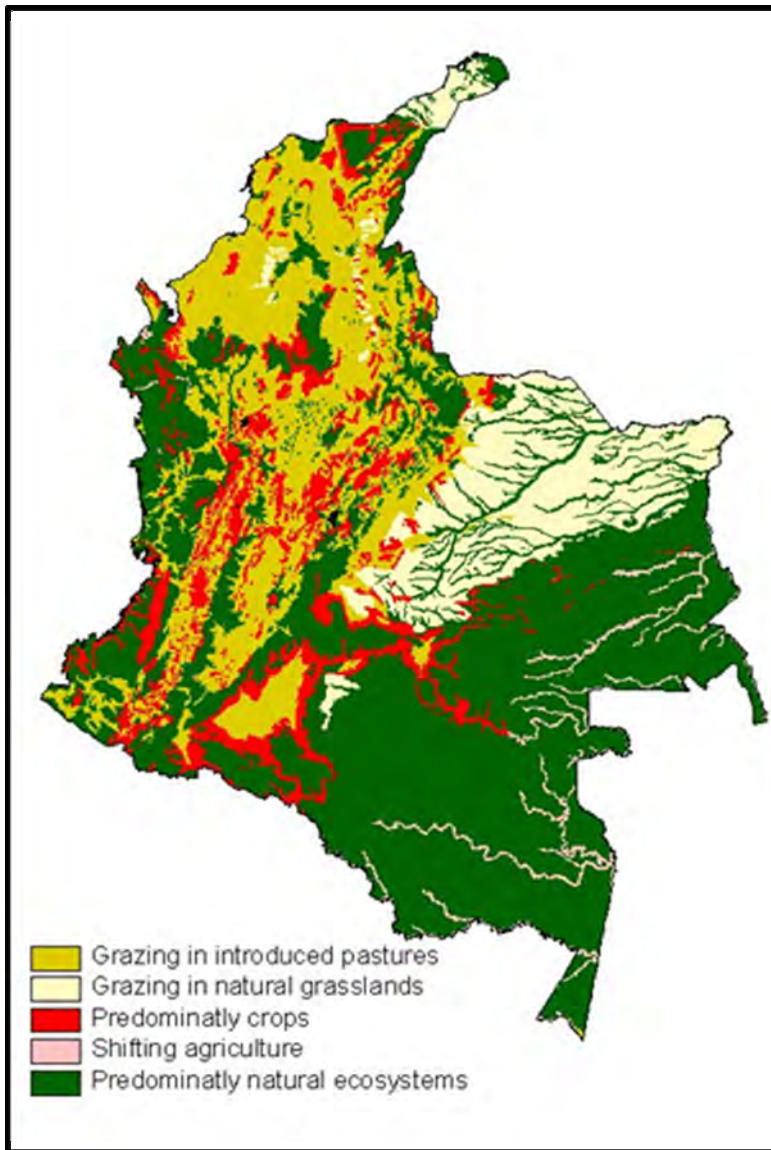 Grazing in introduced pastures
Grazing in natural grasslands
Predominatly crops
Shifting agriculture
Predominatly natural ecosystems